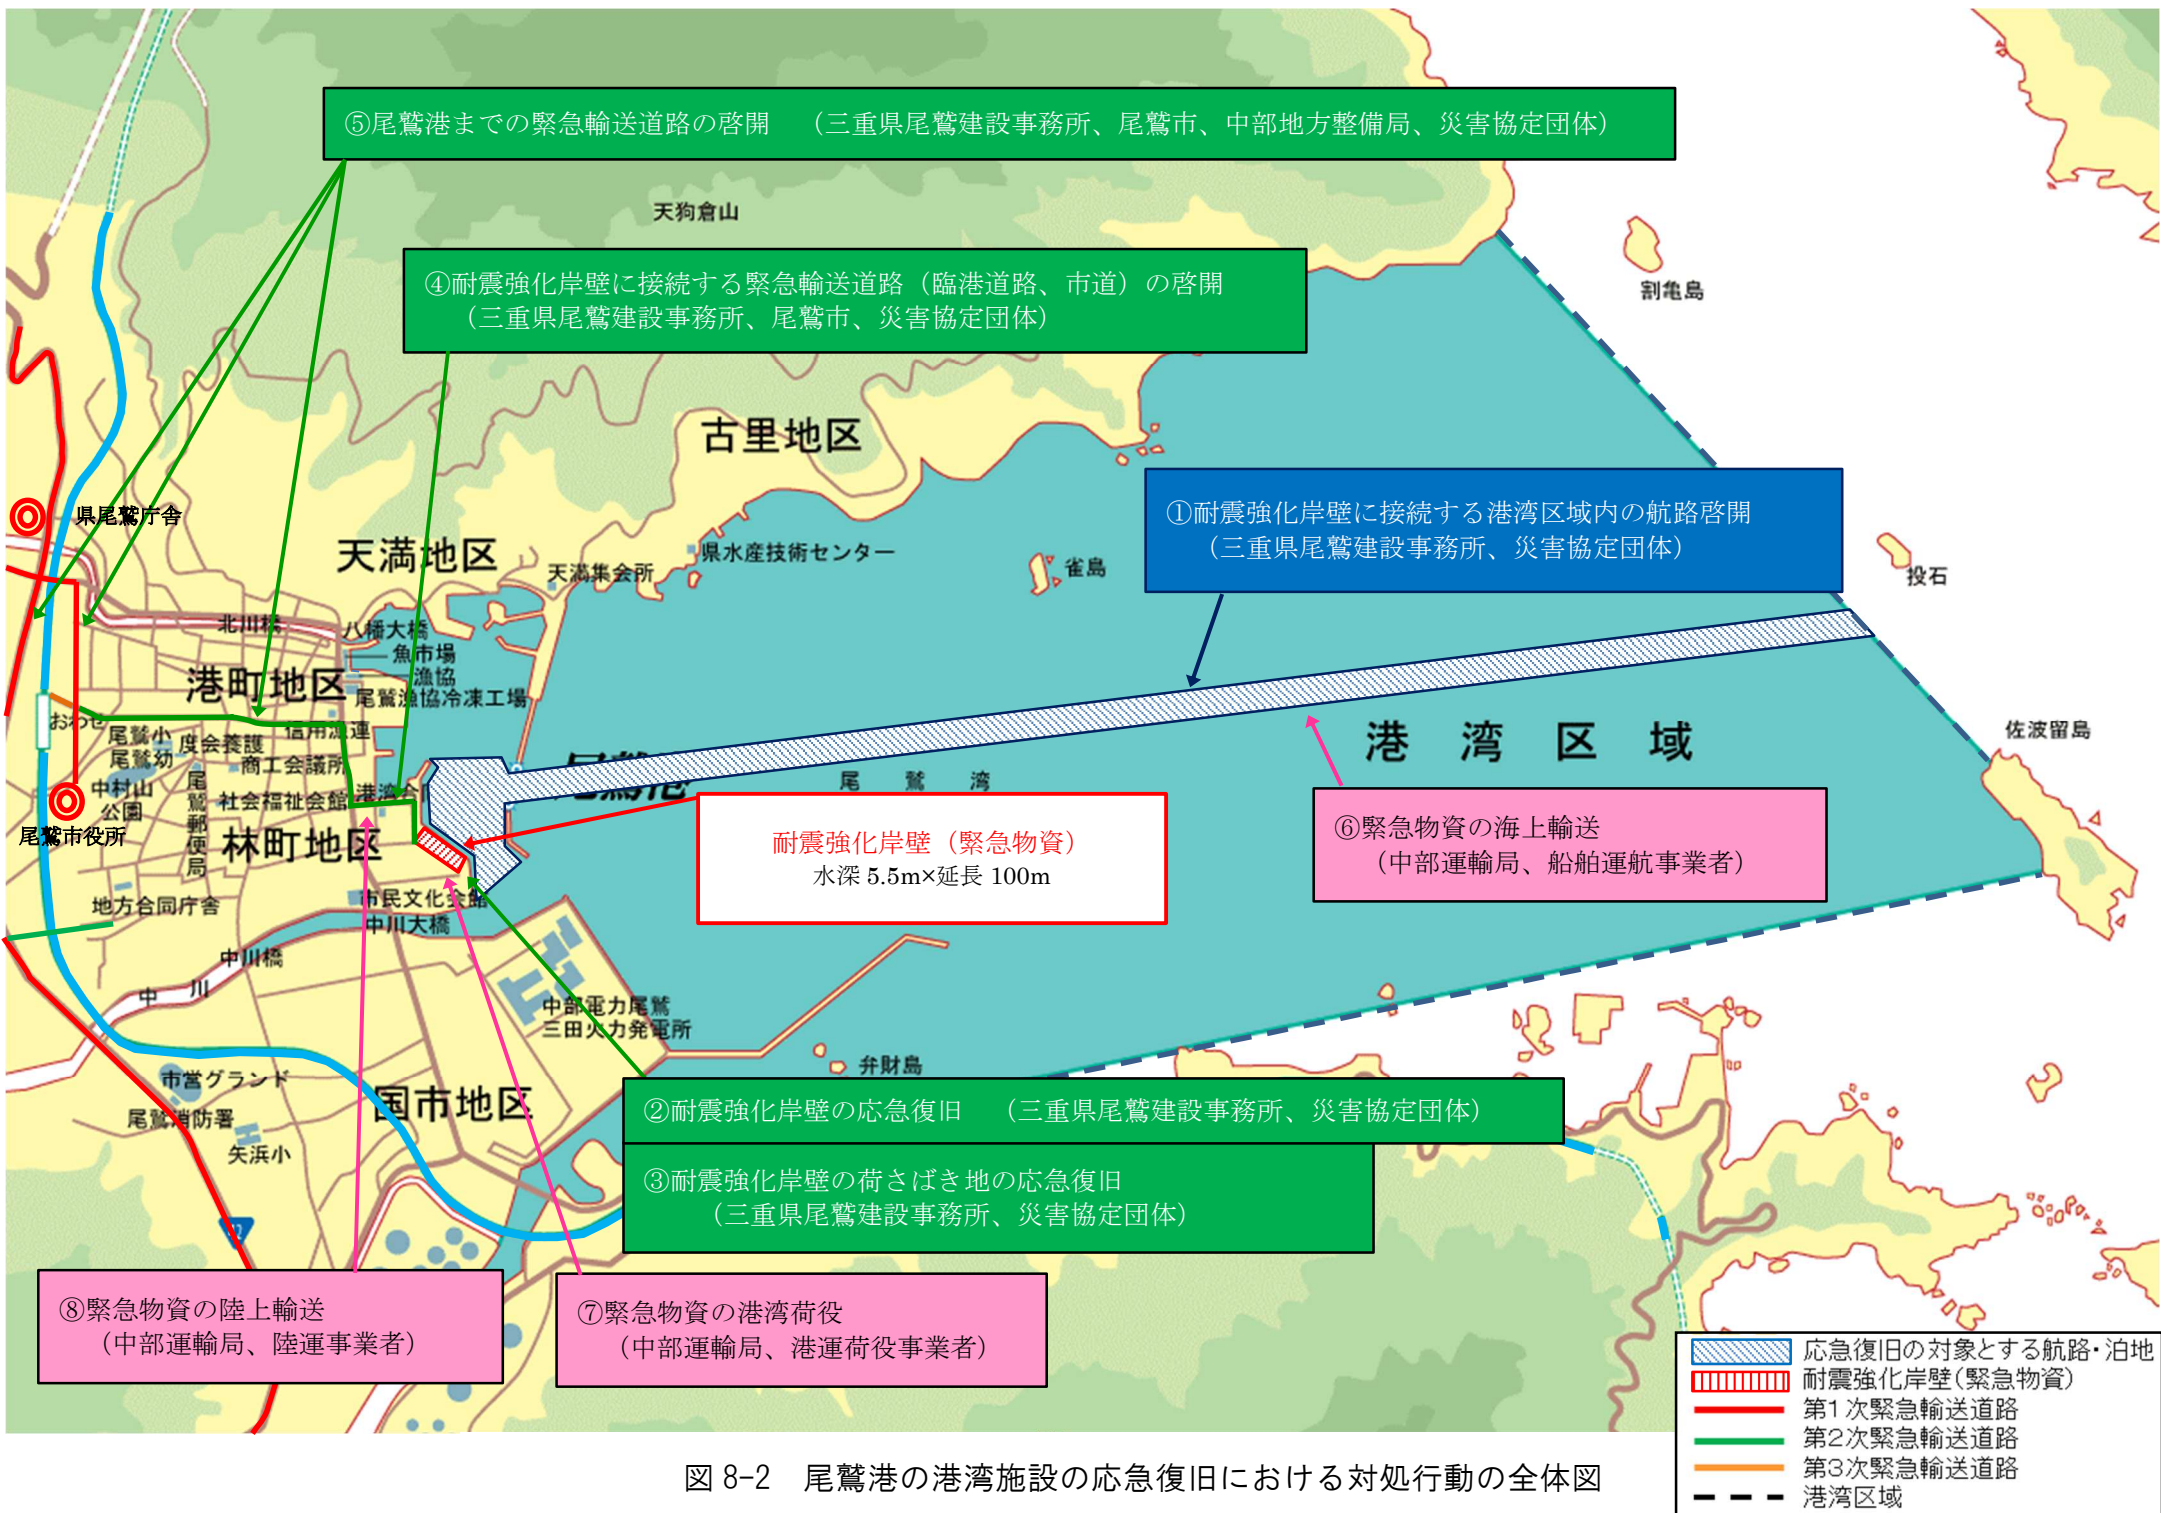 ⑤尾鷲港までの緊急輸送道路の啓開　（三重県尾鷲建設事務所、尾鷲市、中部地方整備局、災害協定団体）
天狗倉山
④耐震強化岸壁に接続する緊急輸送道路（臨港道路、市道）の啓開
（三重県尾鷲建設事務所、尾鷲市、災害協定団体）
割亀島
古里地区
①耐震強化岸壁に接続する港湾区域内の航路啓開
（三重県尾鷲建設事務所、災害協定団体）
県尾鷲庁舎
天満地区
天満集会所
県水産技術センター
雀島
投石
北川橋
八幡大橋
魚市場
漁協
港町地区
尾鷲漁協冷凍工場
おわせ
信用漁連
尾鷲小
尾鷲幼
度会養護
商工会議所
港湾区域
佐波留島
中村山
公園
尾鷲郵便局
社会福祉会館
港湾合
尾鷲港
尾鷲湾
尾鷲市役所
林町地区
耐震強化岸壁（緊急物資）
水深 5.5m×延長 100m
⑥緊急物資の海上輸送
（中部運輸局、船舶運航事業者）
地方合同庁舎
市民文化会館
中川大橋
中川橋
中川
中部電力尾鷲
三田火力発電所
弁財島
市営グランド
国市地区
尾鷲消防署
矢浜小
②耐震強化岸壁の応急復旧　（三重県尾鷲建設事務所、災害協定団体）
③耐震強化岸壁の荷さばき地の応急復旧
（三重県尾鷲建設事務所、災害協定団体）
⑧緊急物資の陸上輸送
（中部運輸局、陸運事業者）
⑦緊急物資の港湾荷役
（中部運輸局、港運荷役事業者）
応急復旧の対象とする航路・泊地
耐震強化岸壁(緊急物資)
第1次緊急輸送道路
第2次緊急輸送道路
第3次緊急輸送道路
港湾区域
図 8-2　尾鷲港の港湾施設の応急復旧における対処行動の全体図